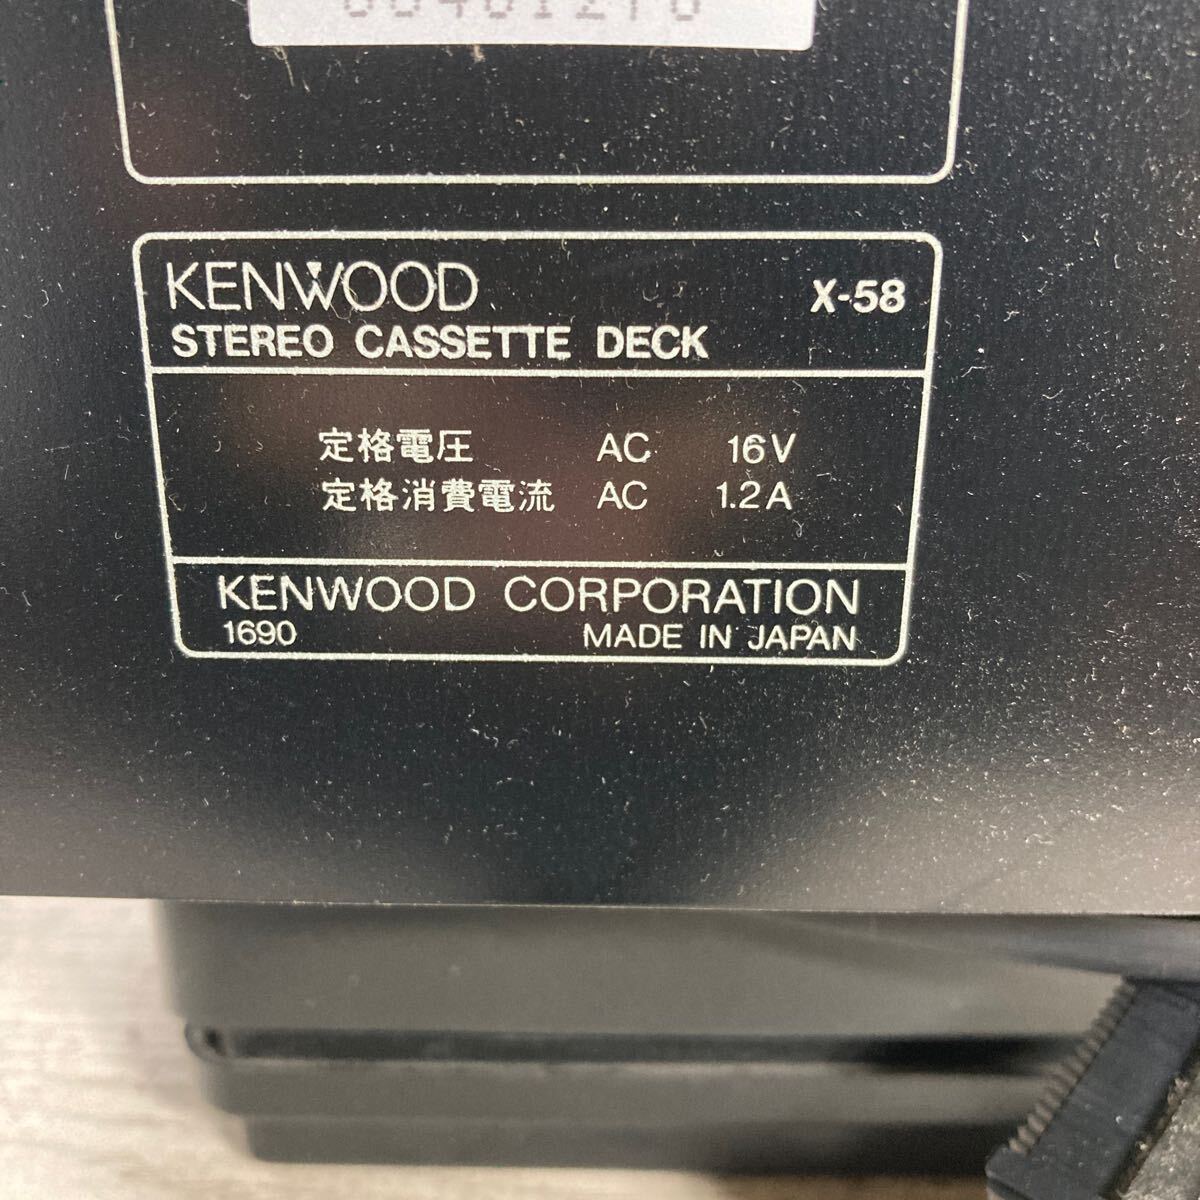 KENWOOD X-58
STEREO CASSETTE DECK
定格電圧 AC 16V
定格消費電流 AC 1.2A
KENWOOD CORPORATION
1690 MADE IN JAPAN